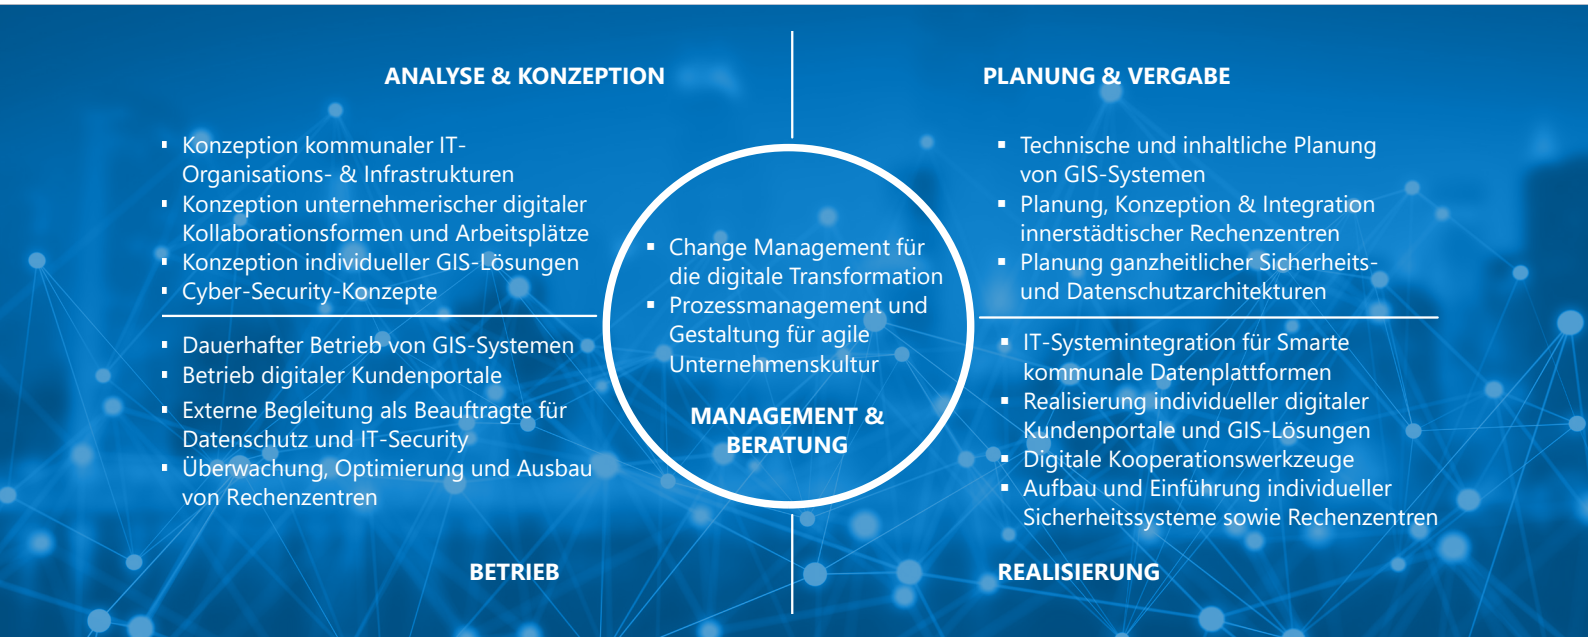 ANALYSE & KONZEPTION
▪ Konzeption kommunaler IT-
Organisations- & Infrastrukturen
▪ Konzeption unternehmerischer digitaler
Kollaborationsformen und Arbeitsplätze
▪ Konzeption individueller GIS-Lösungen
▪ Cyber-Security-Konzepte
PLANUNG & VERGABE
▪ Technische und inhaltliche Planung
von GIS-Systemen
▪ Planung, Konzeption & Integration
innerstädtischer Rechenzentren
▪ Planung ganzheitlicher Sicherheits-
und Datenschutzarchitekturen
▪ Change Management für
die digitale Transformation
▪ Prozessmanagement und
Gestaltung für agile
Unternehmenskultur
MANAGEMENT &
BERATUNG
▪ Dauerhafter Betrieb von GIS-Systemen
▪ Betrieb digitaler Kundenportale
▪ Externe Begleitung als Beauftragte für
Datenschutz und IT-Security
▪ Überwachung, Optimierung und Ausbau
von Rechenzentren
BETRIEB
▪ IT-Systemintegration für Smarte
kommunale Datenplattformen
▪ Realisierung individueller digitaler
Kundenportale und GIS-Lösungen
▪ Digitale Kooperationswerkzeuge
▪ Aufbau und Einführung individueller
Sicherheitssysteme sowie Rechenzentren
REALISIERUNG